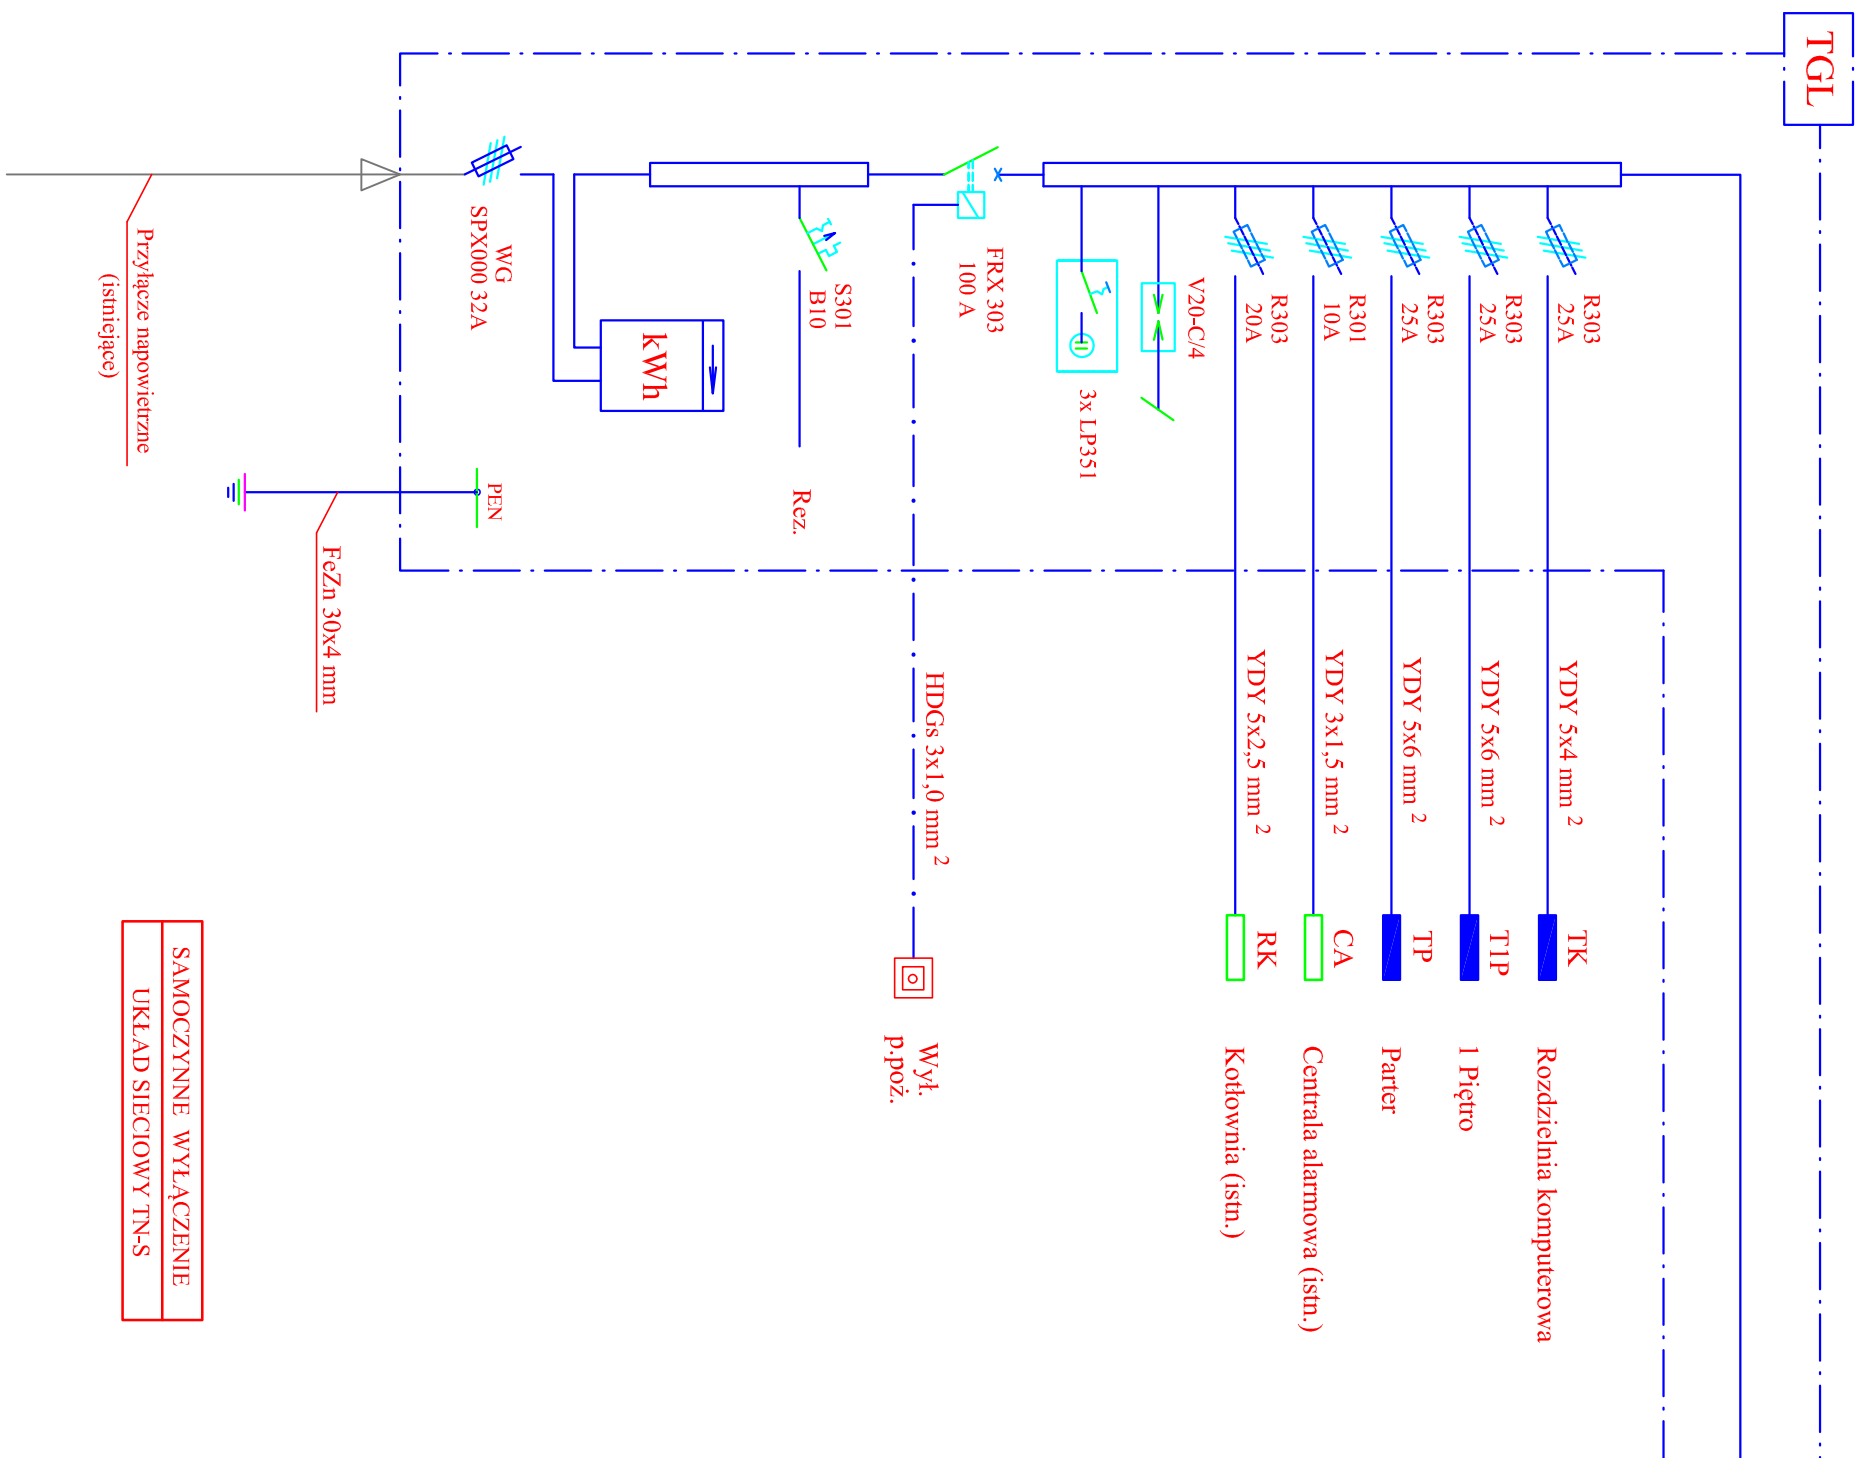 TGL
Przyłącze napowietrzne
(istniejące)
WG
SPX000 32A
kWh
S301
B10
Rez.
FRX 303
100 A
3x LP351
V20-C/4
R303
20A
R301
10A
R303
25A
R303
25A
R303
25A
PEN
FeZn 30x4 mm
HDGs 3x1,0 mm 2
YDY 5x2,5 mm 2
YDY 3x1,5 mm 2
YDY 5x6 mm 2
YDY 5x6 mm 2
YDY 5x4 mm 2
RK
CA
TP
T1P
TK
Wył.
p.poż.
Kotłownia (istn.)
Centrala alarmowa (istn.)
Parter
1 Piętro
Rozdzielnia komputerowa
SAMOCZYNNE WYŁĄCZENIE
UKŁAD SIECIOWY TN-S